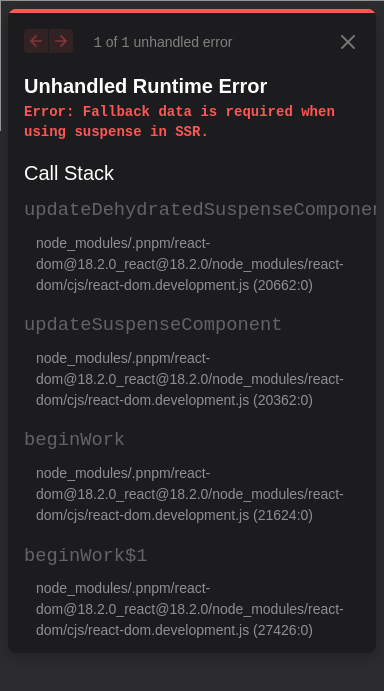 1 of 1 unhandled error
Unhandled Runtime Error
Error: Fallback data is required when
using suspense in SSR.
Call Stack
updateDehydratedSuspenseComponen
node_modules/.pnpm/react-
dom@18.2.0_react@18.2.0/node_modules/react-
dom/cjs/react-dom.development.js (20662:0)
updateSuspenseComponent
node_modules/.pnpm/react-
dom@18.2.0_react@18.2.0/node_modules/react-
dom/cjs/react-dom.development.js (20362:0)
beginWork
node_modules/.pnpm/react-
dom@18.2.0_react@18.2.0/node_modules/react-
dom/cjs/react-dom.development.js (21624:0)
beginWork$1
node_modules/.pnpm/react-
dom@18.2.0_react@18.2.0/node_modules/react-
dom/cjs/react-dom.development.js (27426:0)